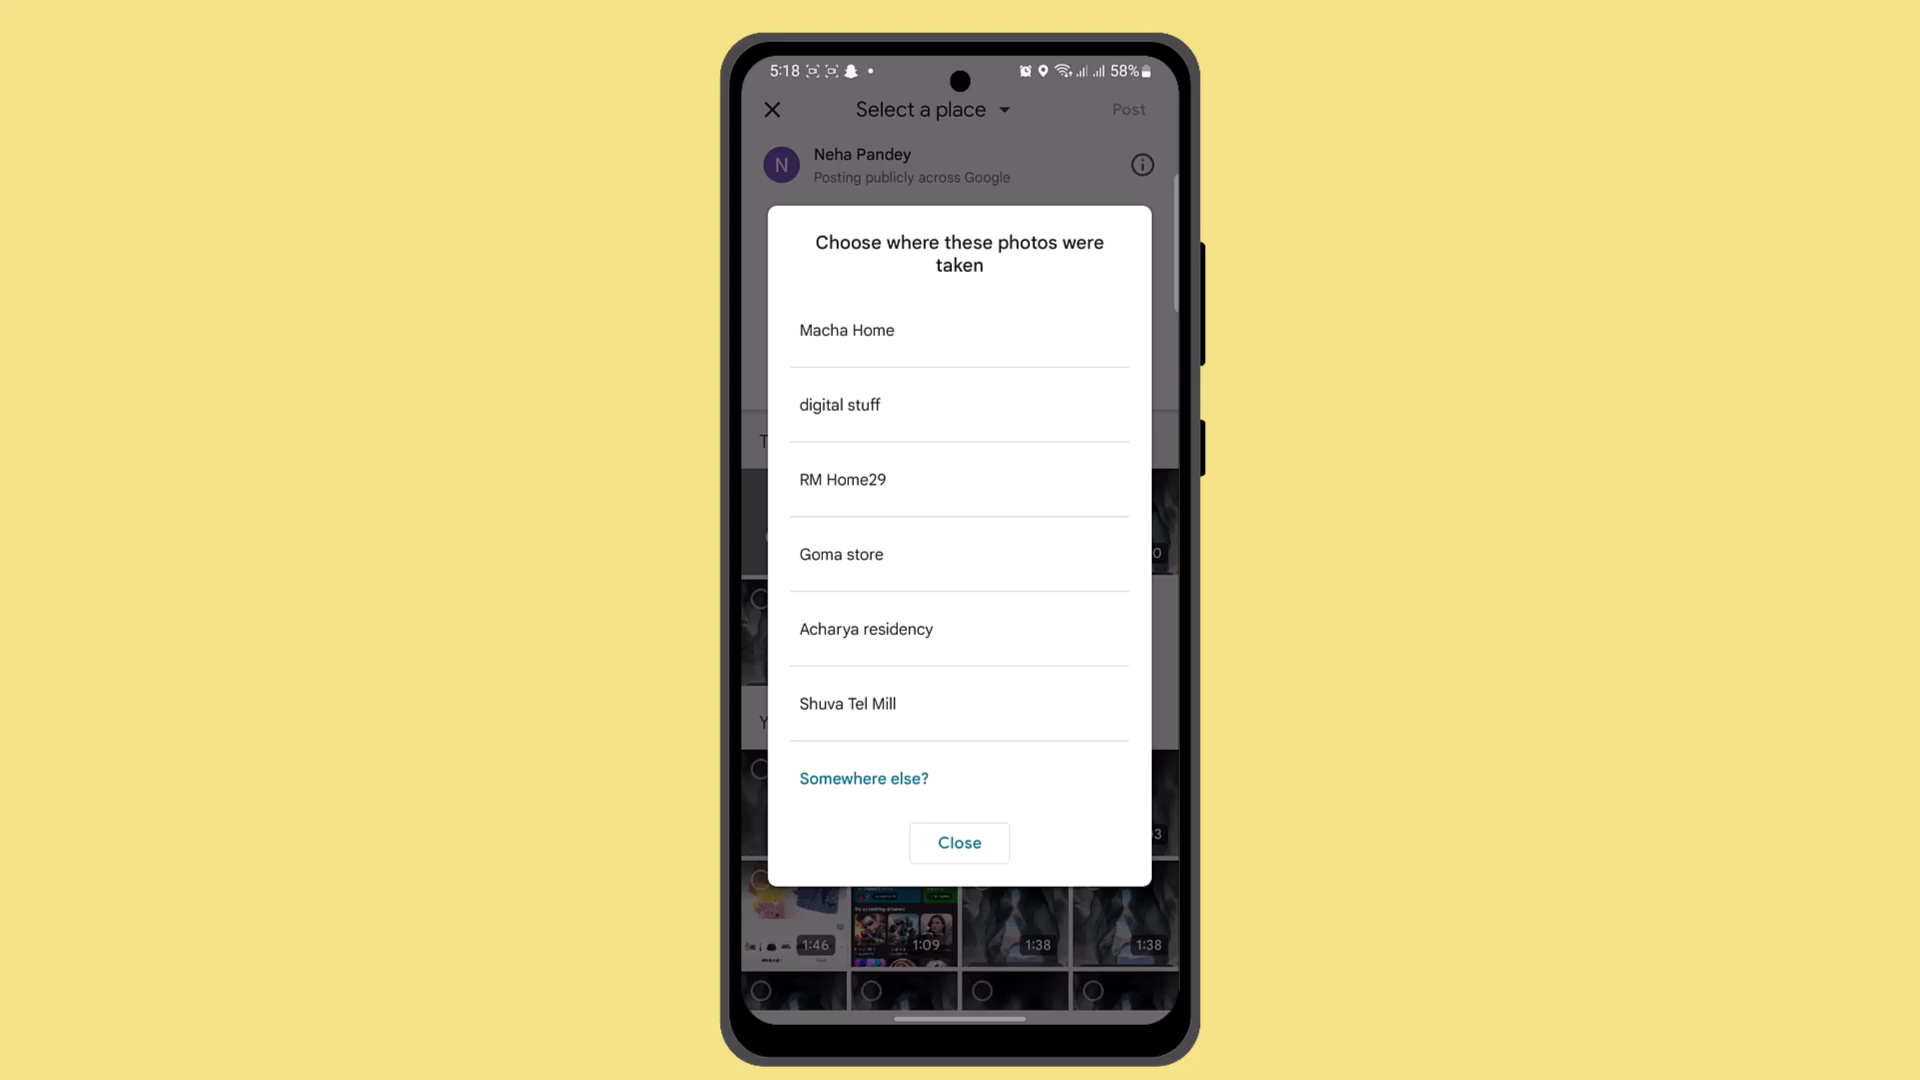 5:18
58%
Select a place
Post
N
Neha Pandey
Posting publicly across Google
Choose where these photos were
taken
Macha Home
digital stuff
RM Home29
Goma store
Acharya residency
Shuva Tel Mill
Somewhere else?
Close
1:46
1:09
1:38
1:38